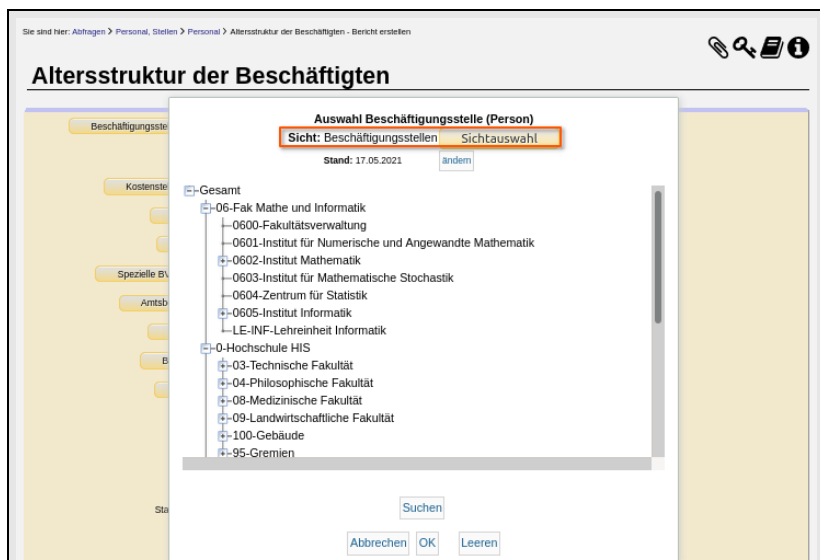 Sie sind hier: Abfragen > Personal, Stellen > Personal > Altersstruktur der Beschäftigten - Bericht erstellen
Altersstruktur der Beschäftigten
Auswahl Beschäftigungsstelle (Person)
Beschäftigungsste
Sicht: Beschäftigungsstellen Sichtauswahl
Stand: 17.05.2021 ändern
Kostenste
Gesamt
06-Fak Mathe und Informatik
0600-Fakultätsverwaltung
0601-Institut für Numerische und Angewandte Mathematik
0602-Institut Mathematik
Spezielle BV
0603-Institut für Mathematische Stochastik
0604-Zentrum für Statistik
Amtsb
0605-Institut Informatik
LE-INF-Lehreinheit Informatik
0-Hochschule HIS
B
03-Technische Fakultät
04-Philosophische Fakultät
08-Medizinische Fakultät
09-Landwirtschaftliche Fakultät
100-Gebäude
95-Gremien
Sta
Suchen
Abbrechen OK Leeren